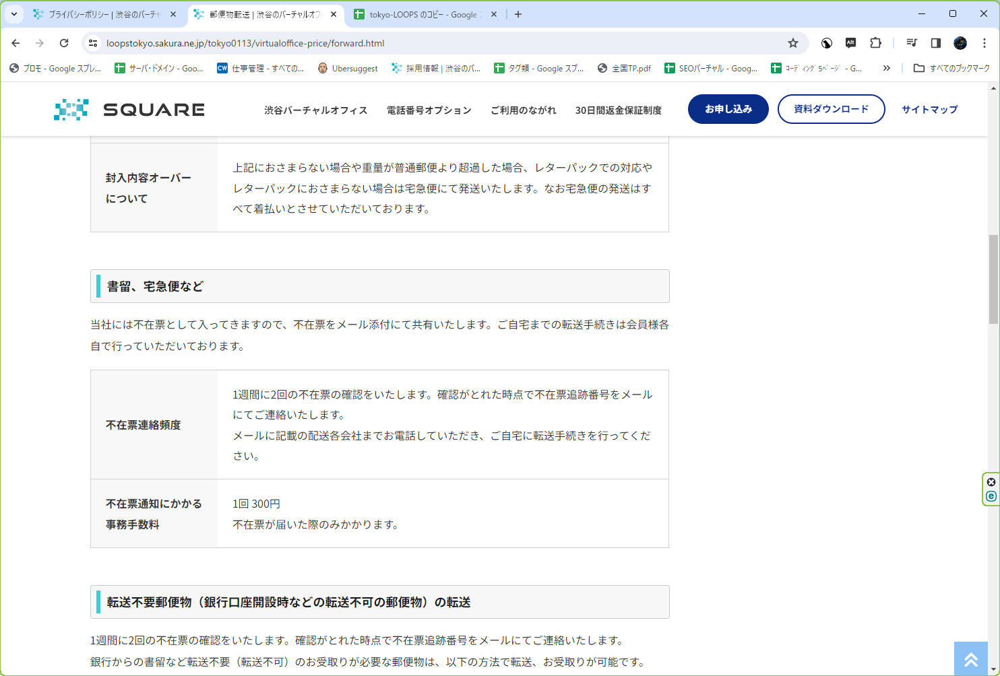 プライバシーポリシー | 渋谷のバーチャ
郵便物転送 | 渋谷のバーチャルオフ
tokyo-LOOPS のコピー - Google
loopstokyo.sakura.ne.jp/tokyo0113/virtualoffice-price/forward.html
プロモ - Google スプレ...
サーバ・ドメイン - Goo...
CW 仕事管理 - すべての...
Ubersuggest
採用情報 | 渋谷のバ...
タグ類 - Google スプ...
全国TP.pdf
SEOバーチャル - Goog...
コーディング 5ページ - G...
すべてのブックマーク
SQUARE
渋谷バーチャルオフィス
電話番号オプション
ご利用のながれ
30日間返金保証制度
お申し込み
資料ダウンロード
サイトマップ
封入内容オーバー
について
上記におさまらない場合や重量が普通郵便より超過した場合、レターパックでの対応や
レターパックにおさまらない場合は宅急便にて発送いたします。なお宅急便の発送はす
べて着払いとさせていただいております。
書留、宅急便など
当社には不在票として入ってきますので、不在票をメール添付にて共有いたします。ご自宅までの転送手続きは会員様各
自で行っていただいております。
不在票連絡頻度
1週間に2回の不在票の確認をいたします。確認がとれた時点で不在票追跡番号をメール
にてご連絡いたします。
メールに記載の配送各会社までお電話していただき、ご自宅に転送手続きを行ってくだ
さい。
不在票通知にかかる
事務手数料
1回 300円
不在票が届いた際のみかかります。
転送不要郵便物（銀行口座開設時などの転送不可の郵便物）の転送
1週間に2回の不在票の確認をいたします。確認がとれた時点で不在票追跡番号をメールにてご連絡いたします。
銀行からの書留など転送不要（転送不可）のお受取りが必要な郵便物は、以下の方法で転送、お受取りが可能です。